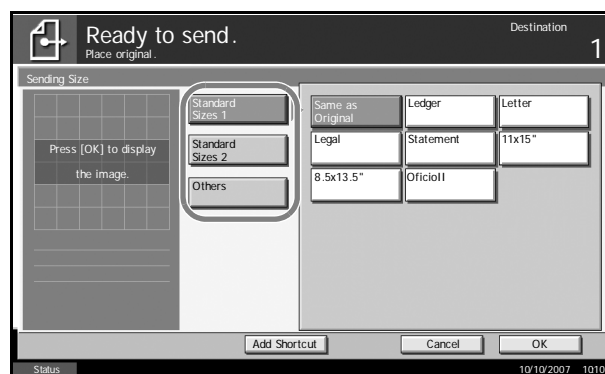 Ready to send.
Destination
Place original.
1
Sending Size
Press [OK] to display
the image.
Standard
Sizes 1
Standard
Sizes 2
Others
Same as
Original
Ledger
Letter
Legal
Statement
11x15"
8.5x13.5"
OficioII
Add Shortcut
Cancel
OK
Status
10/10/2007 1010